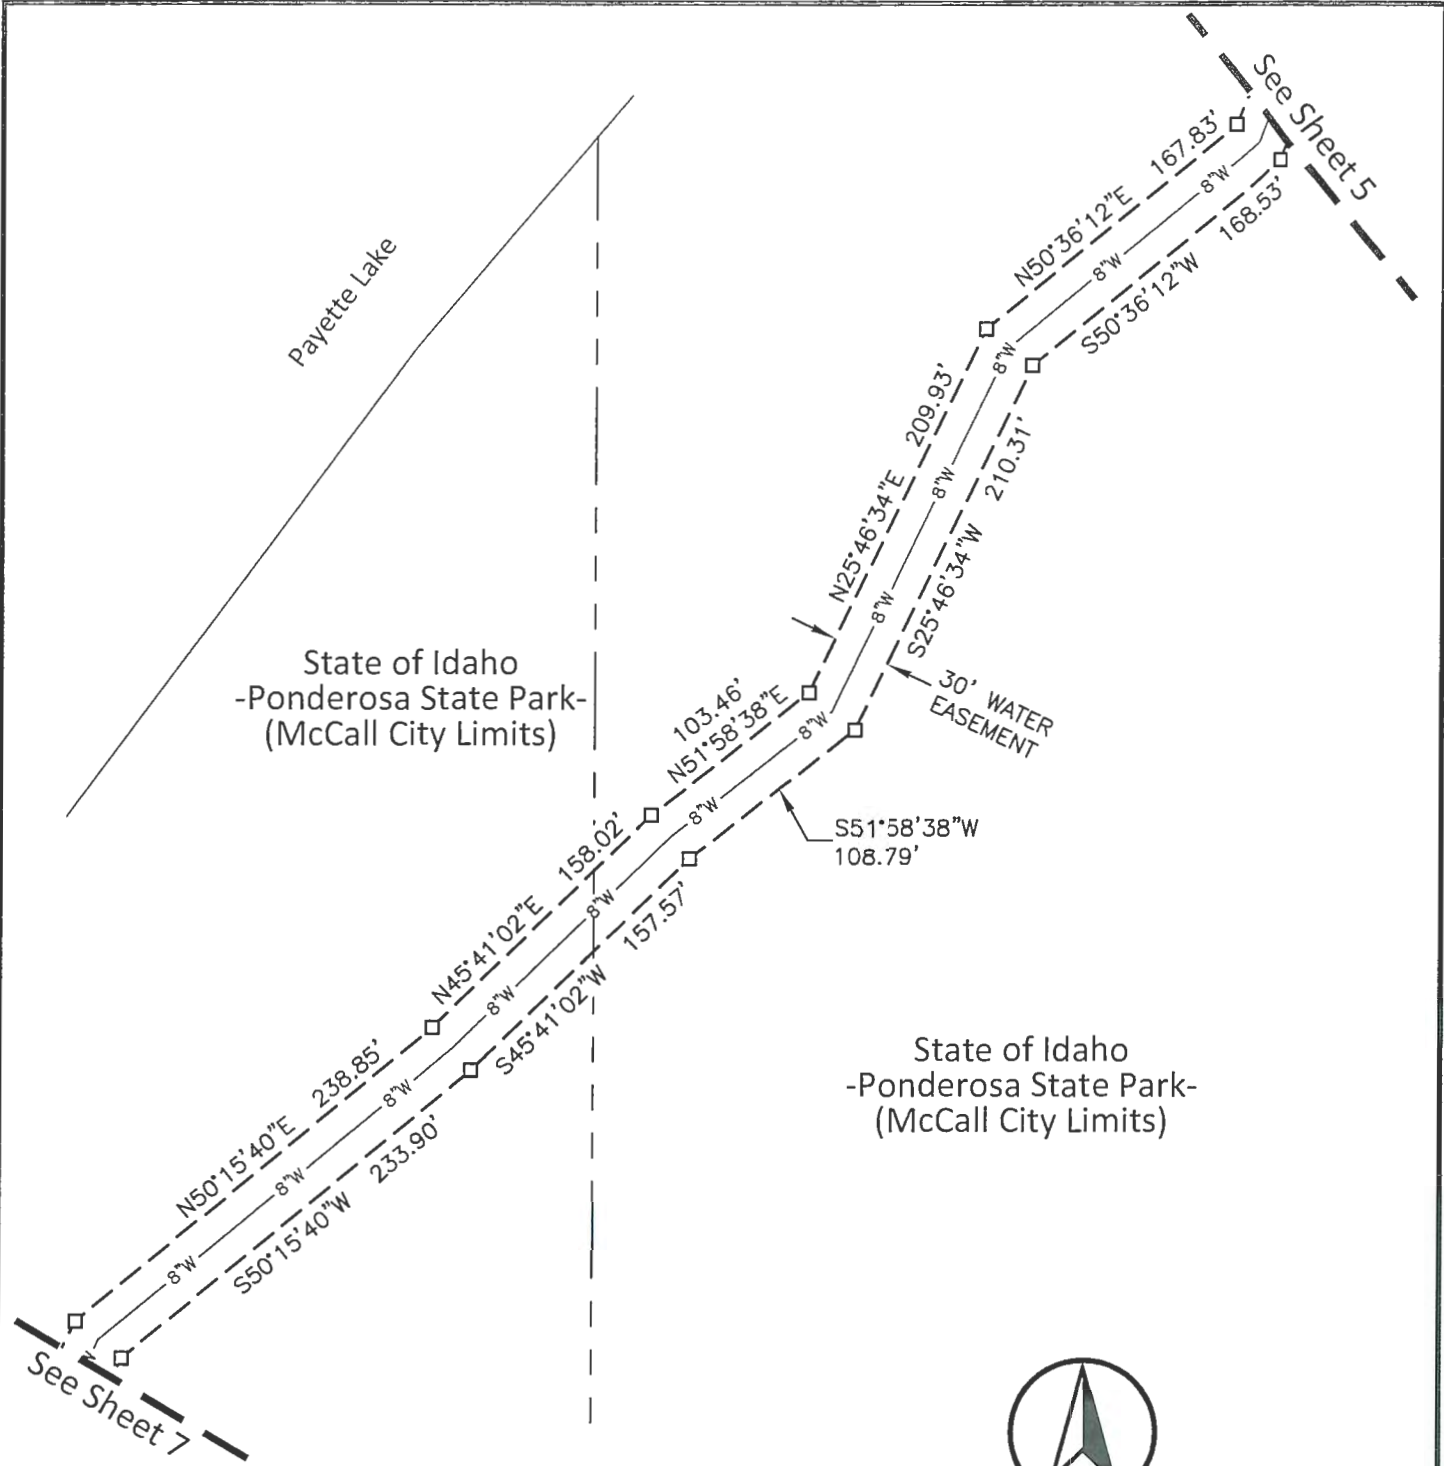 See Sheet 5
N50°36'12"E 167.83'
8"W
S50°36'12"W 168.53'
8"W
Payette Lake
8"W
N25°46'34"E 209.93'
8"W
S25°46'34"W 210.31'
8"W
30' WATER
EASEMENT
State of Idaho
-Ponderosa State Park-
(McCall City Limits)
103.46'
N51°58'38"E
8"W
8"W
S51°58'38"W
108.79'
N45°41'02"E 158.02'
8"W
S45°41'02"W 157.57'
8"W
State of Idaho
-Ponderosa State Park-
(McCall City Limits)
N50°15'40"E 238.85'
8"W
8"W
S50°15'40"W 233.90'
8"W
See Sheet 7